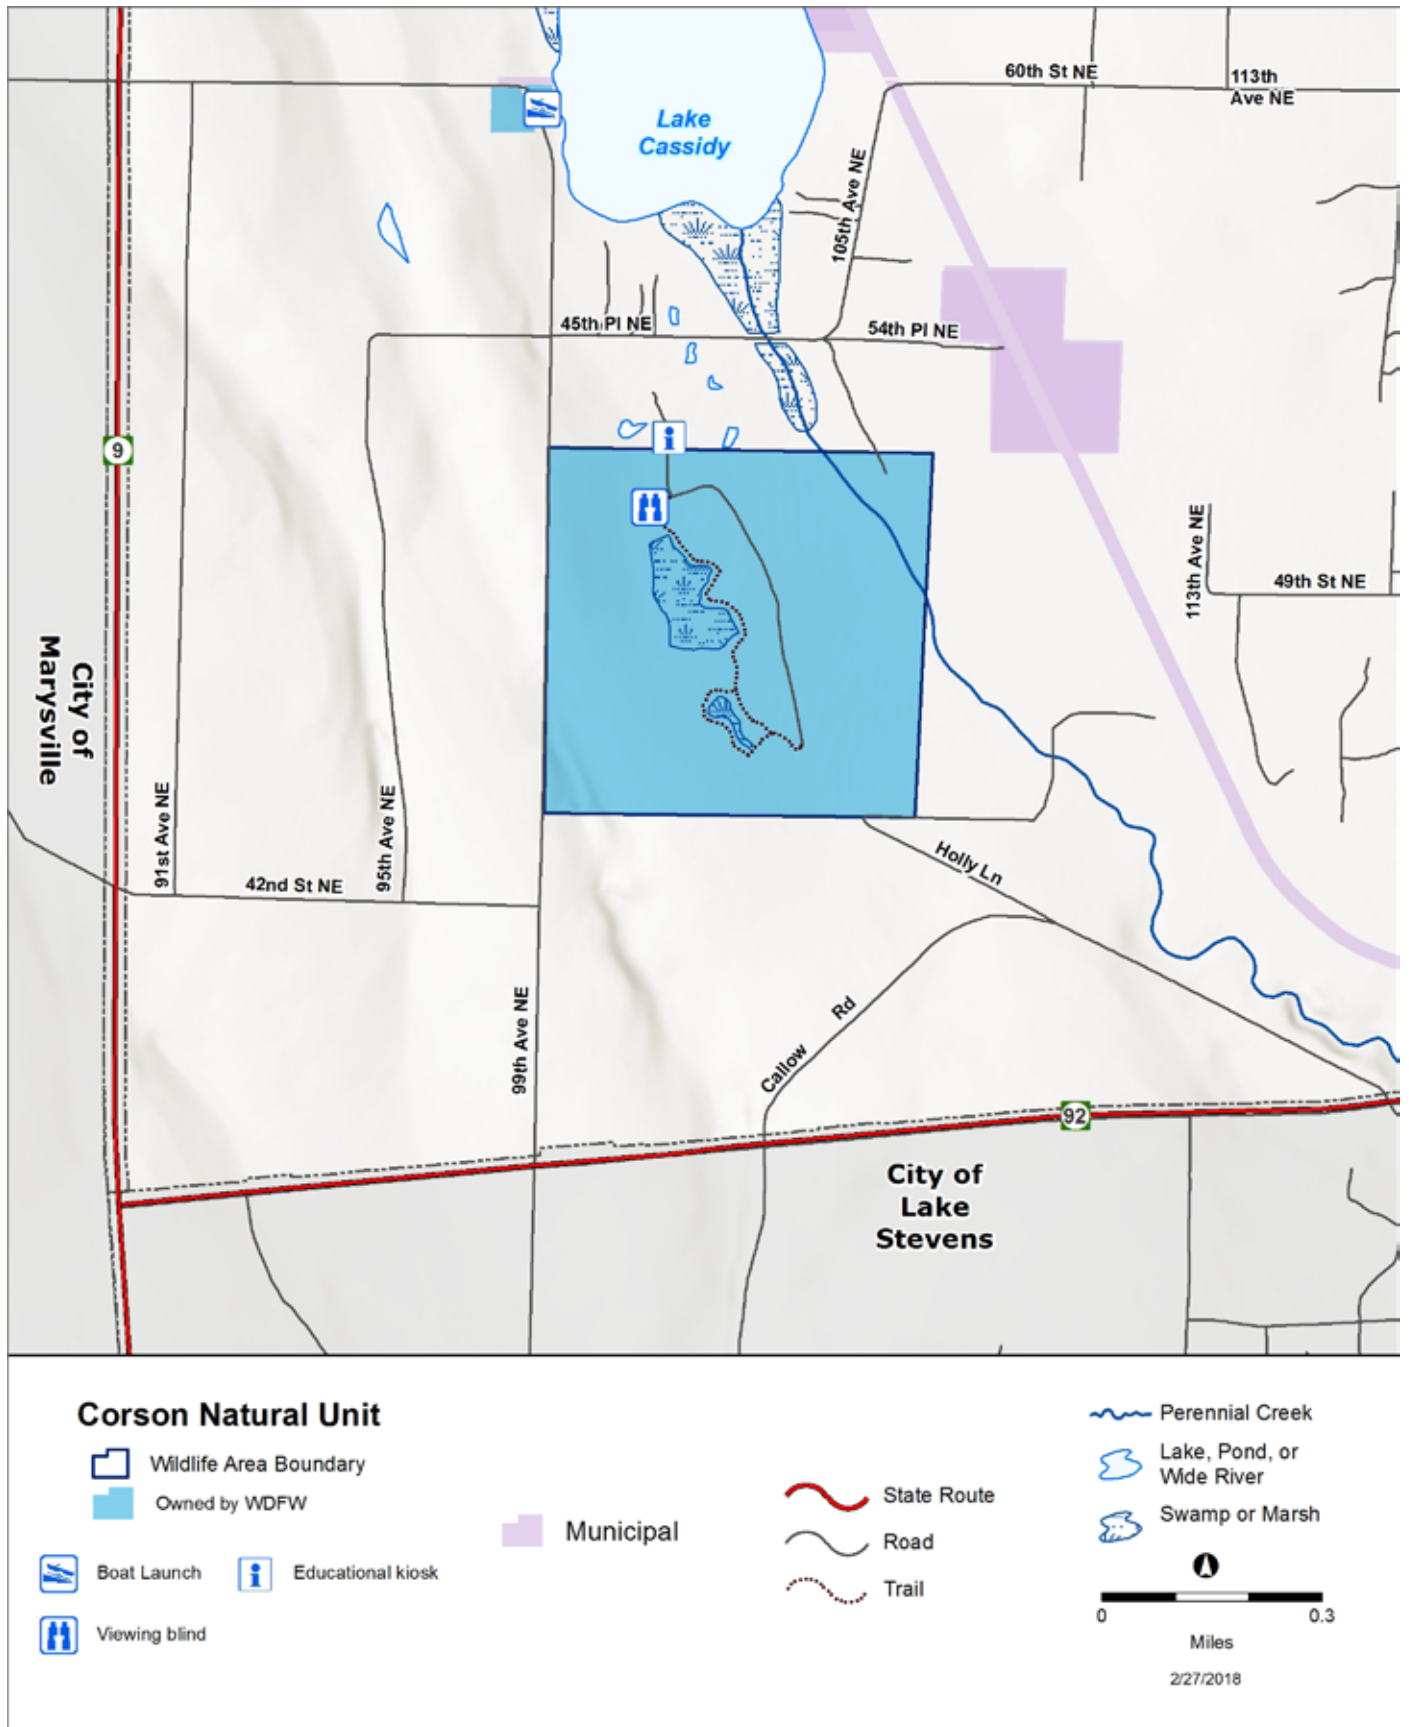 60th St NE
113th
Ave NE
Lake
Cassidy
105th Ave NE
45th Pl NE
54th Pl NE
9
113th Ave NE
49th St NE
City of
Marysville
91st Ave NE
95th Ave NE
42nd St NE
Holly Ln
99th Ave NE
Callow Rd
92
City of
Lake
Stevens
Corson Natural Unit
Wildlife Area Boundary
Owned by WDFW
Municipal
Boat Launch
Educational kiosk
Viewing blind
State Route
Road
Trail
Perennial Creek
Lake, Pond, or
Wide River
Swamp or Marsh
0 0.3
Miles
2/27/2018